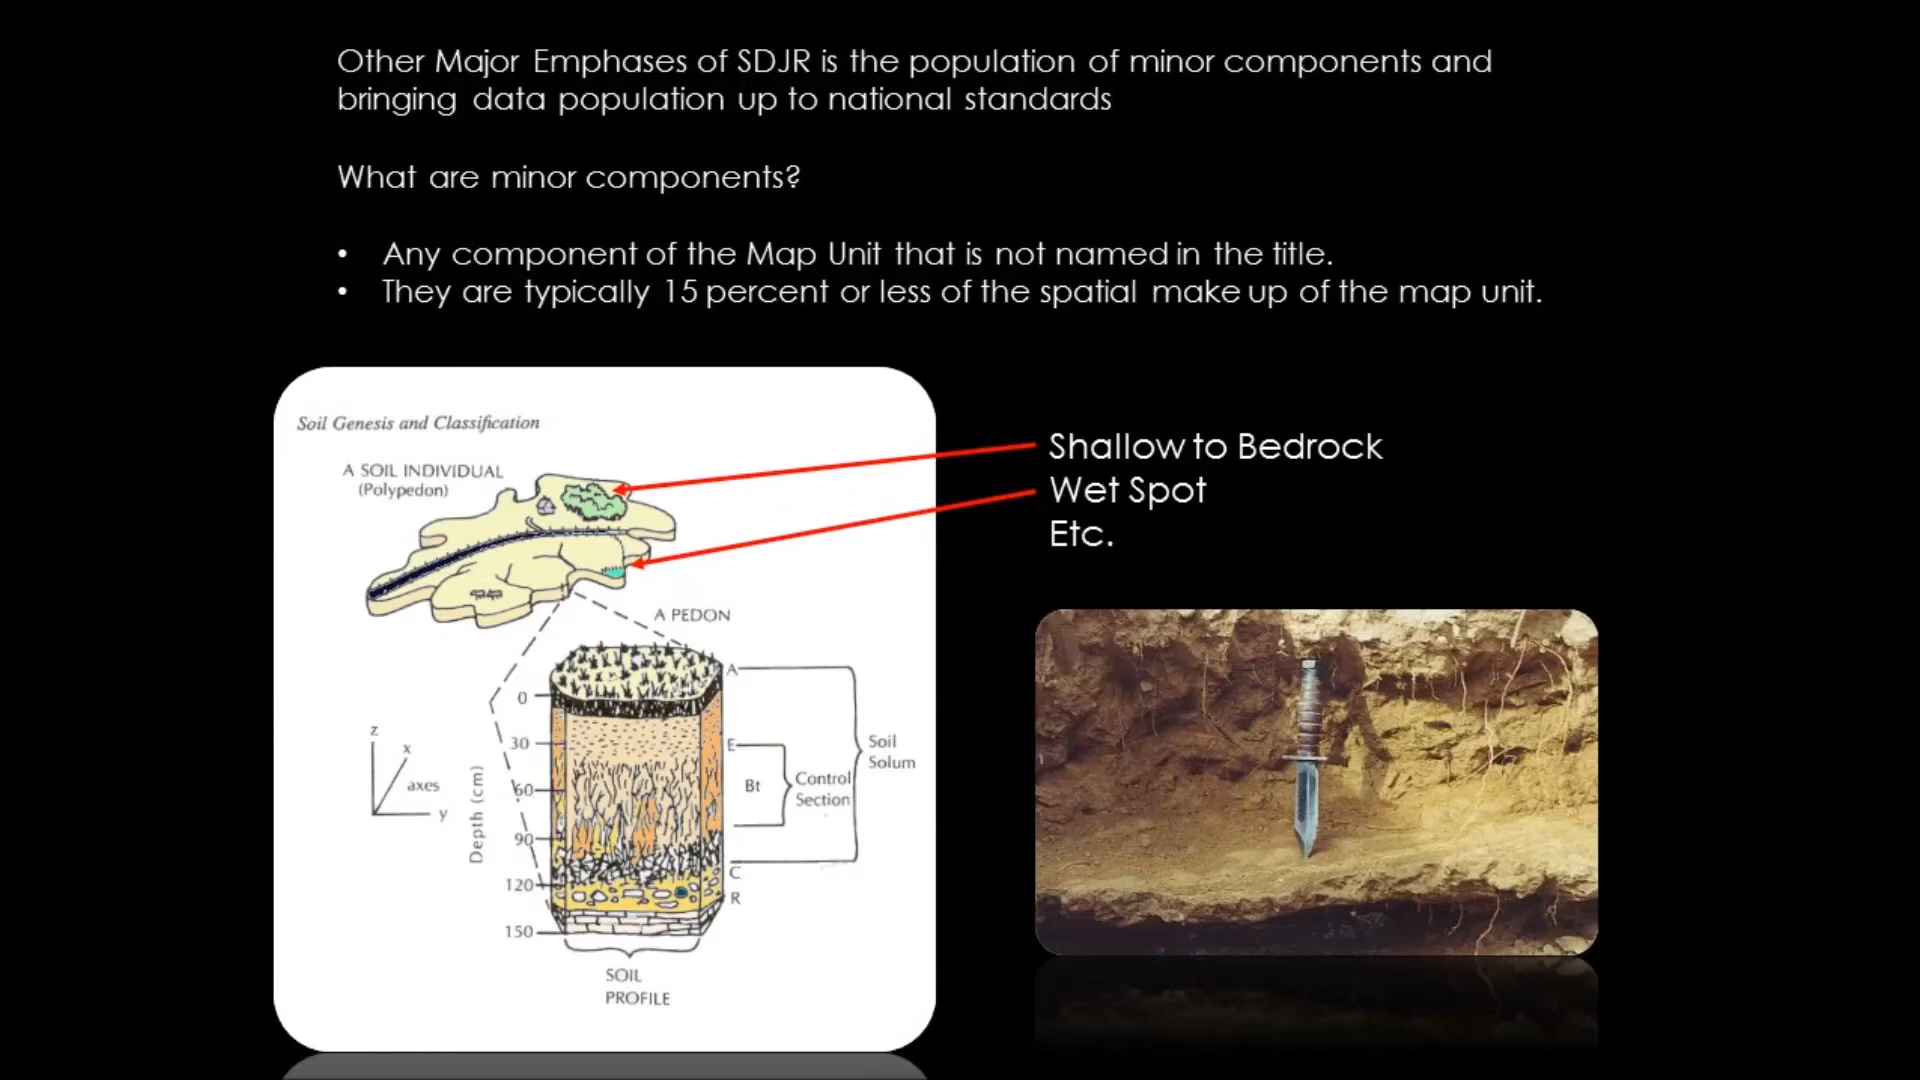 Other Major Emphases of SDJR is the population of minor components and
bringing data population up to national standards
What are minor components?
• Any component of the Map Unit that is not named in the title.
• They are typically 15 percent or less of the spatial make up of the map unit.
Soil Genesis and Classification
A SOIL INDIVIDUAL
(Polypedon)
Shallow to Bedrock
Wet Spot
Etc.
A PEDON
A
0
30
60
90
120
150
Depth (cm)
z
x
axes
y
E
Bt
C
R
Control
Section
Soil
Solum
SOIL
PROFILE